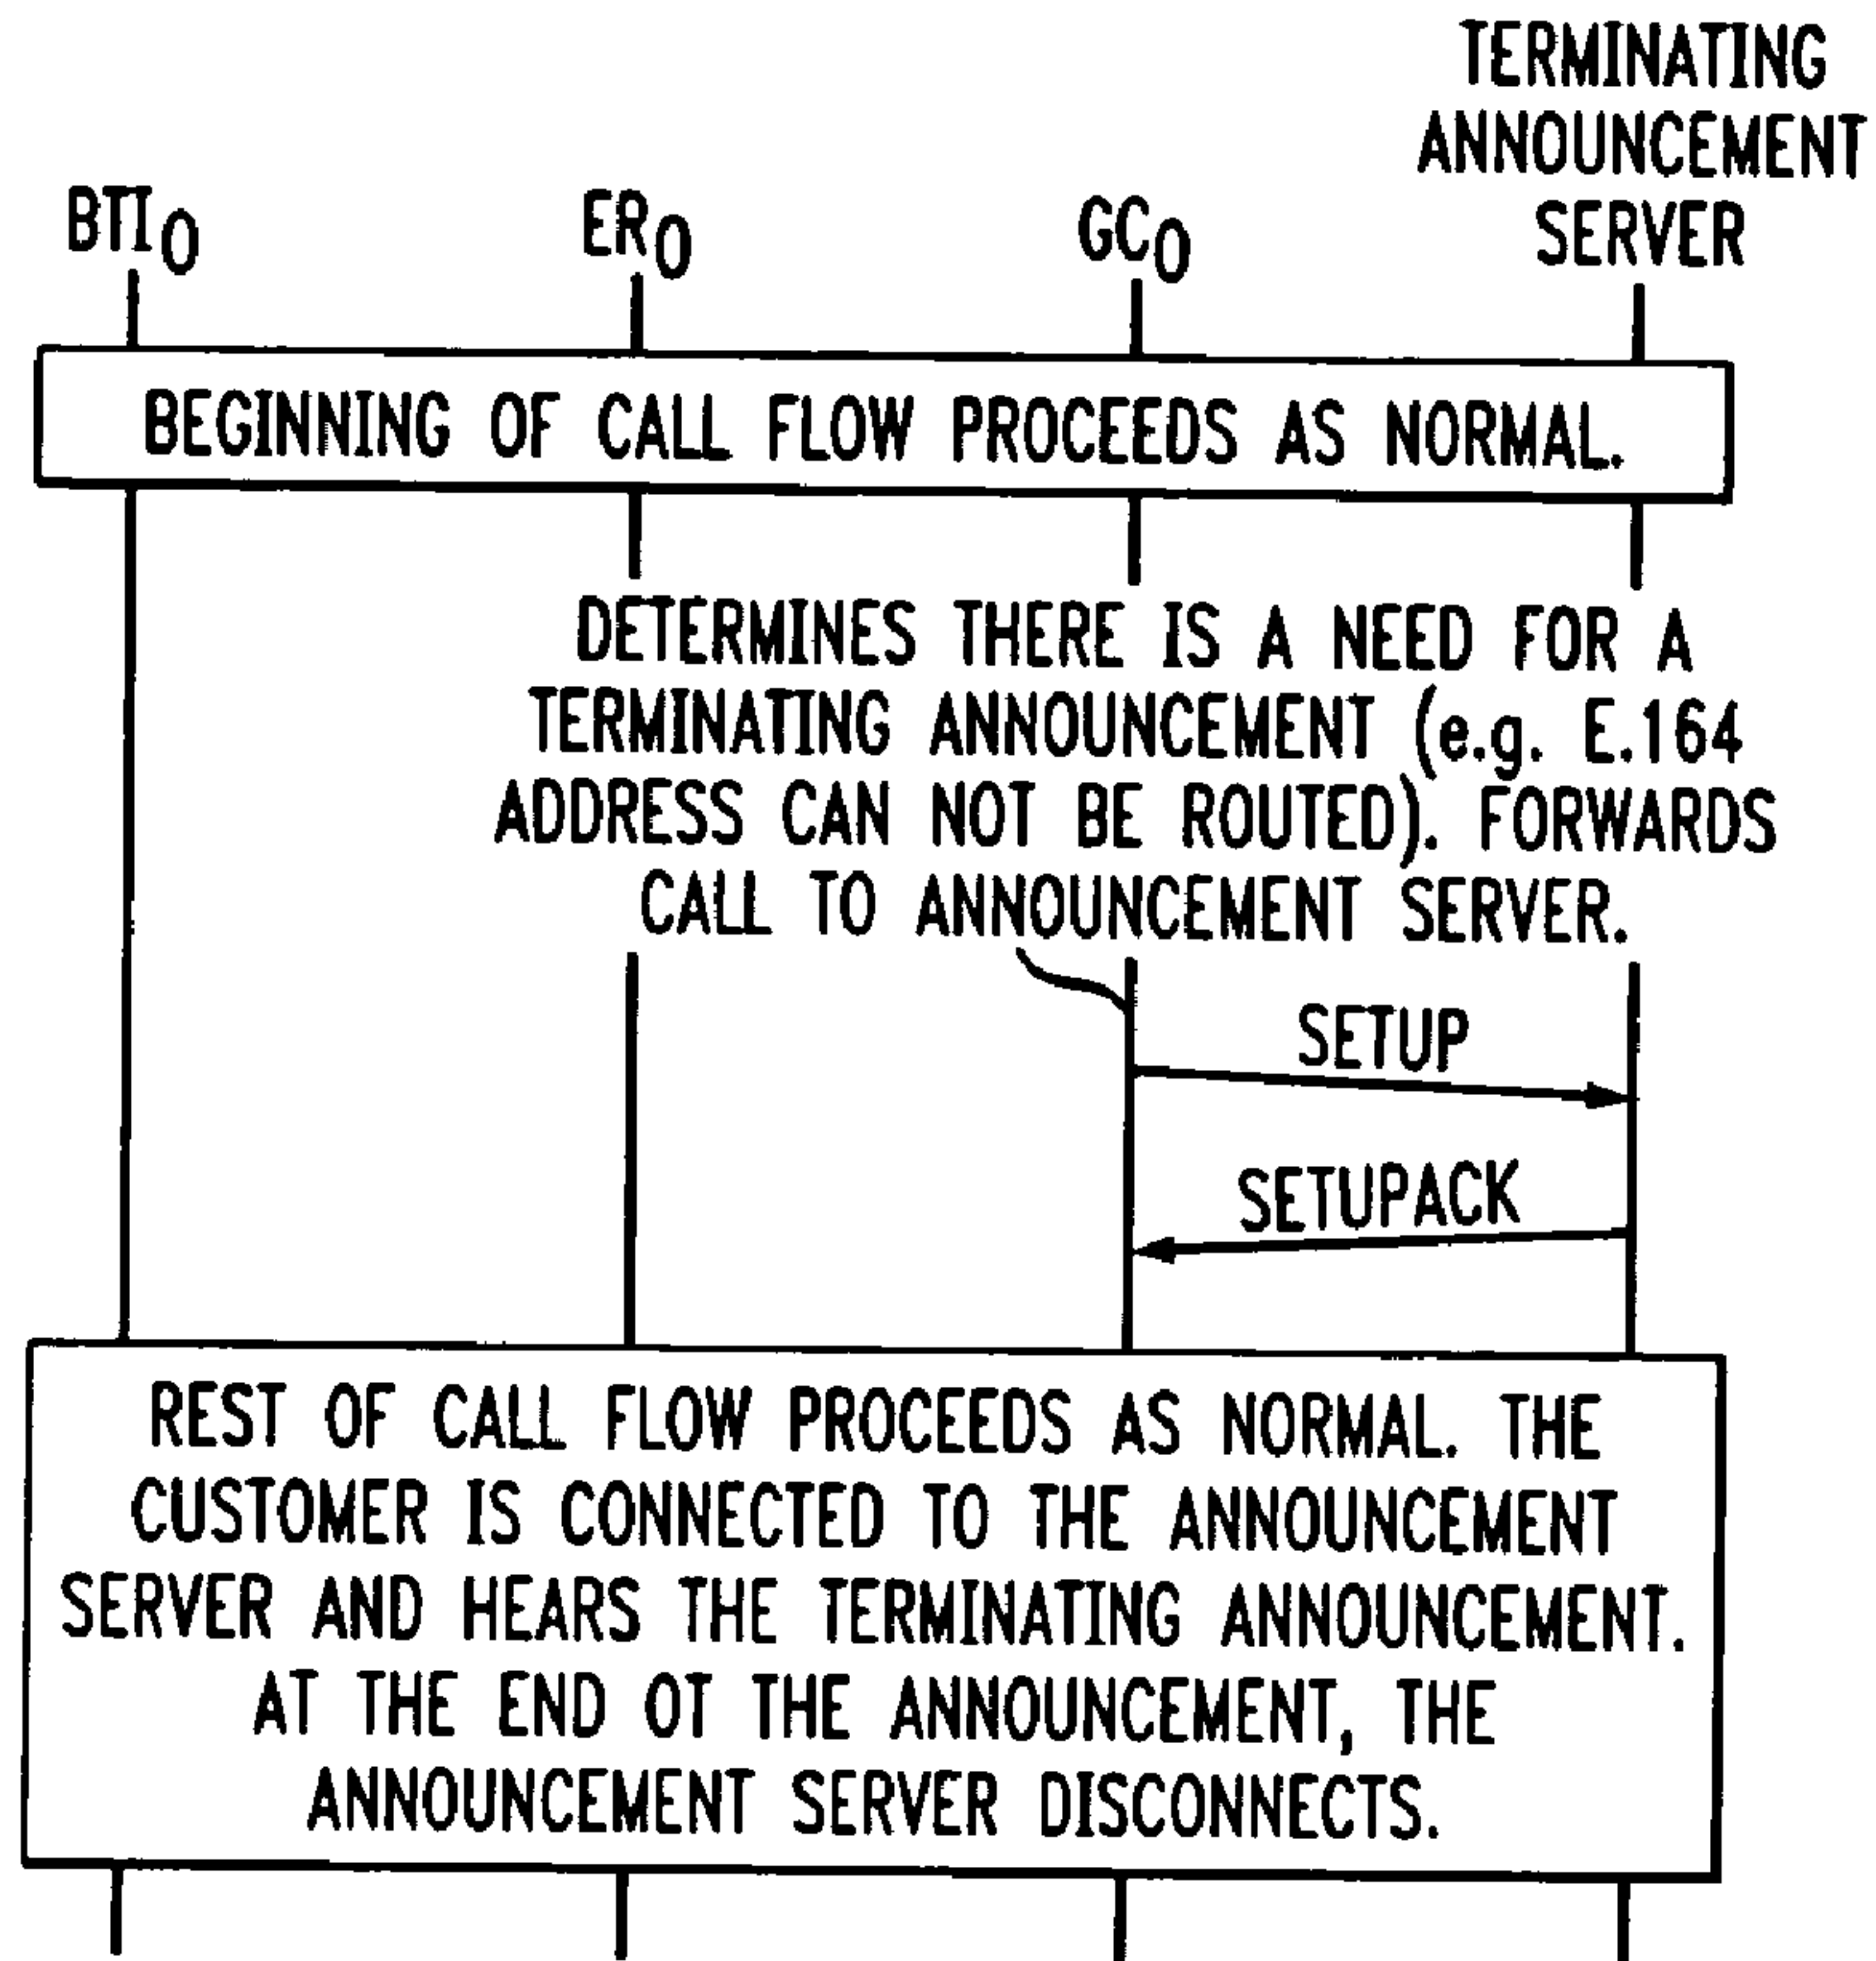 TERMINATING
ANNOUNCEMENT
SERVER
BTIO
ERO
GCO
BEGINNING OF CALL FLOW PROCEEDS AS NORMAL.
DETERMINES THERE IS A NEED FOR A
TERMINATING ANNOUNCEMENT (e.g. E.164
ADDRESS CAN NOT BE ROUTED). FORWARDS
CALL TO ANNOUNCEMENT SERVER.
SETUP
SETUPACK
REST OF CALL FLOW PROCEEDS AS NORMAL. THE
CUSTOMER IS CONNECTED TO THE ANNOUNCEMENT
SERVER AND HEARS THE TERMINATING ANNOUNCEMENT.
AT THE END OT THE ANNOUNCEMENT, THE
ANNOUNCEMENT SERVER DISCONNECTS.